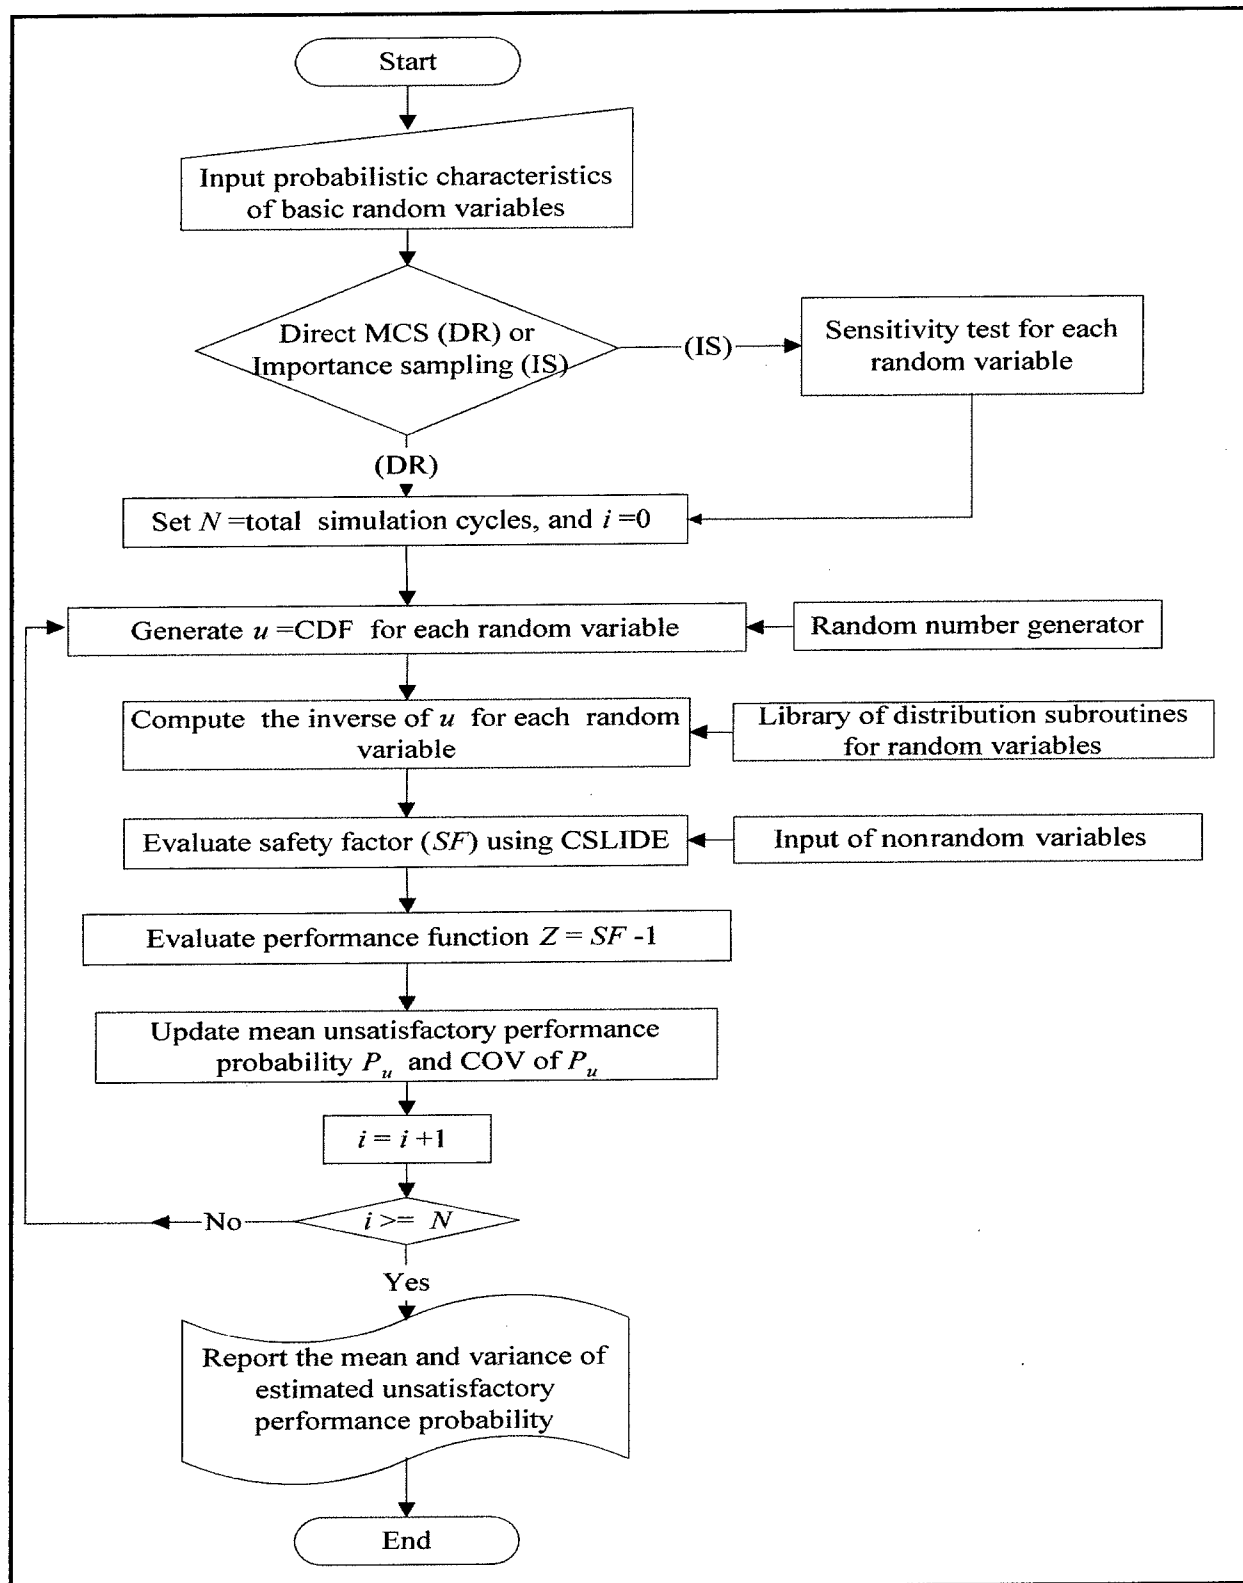 Start
Input probabilistic characteristics
of basic random variables
Direct MCS (DR) or
Importance sampling (IS)
(IS)
Sensitivity test for each
random variable
(DR)
Set N =total simulation cycles, and i =0
Generate u =CDF for each random variable
Random number generator
Compute the inverse of u for each random
variable
Library of distribution subroutines
for random variables
Evaluate safety factor (SF) using CSLIDE
Input of nonrandom variables
Evaluate performance function Z = SF -1
Update mean unsatisfactory performance
probability P_u and COV of P_u
i = i +1
i >= N
No
Yes
Report the mean and variance of
estimated unsatisfactory
performance probability
End